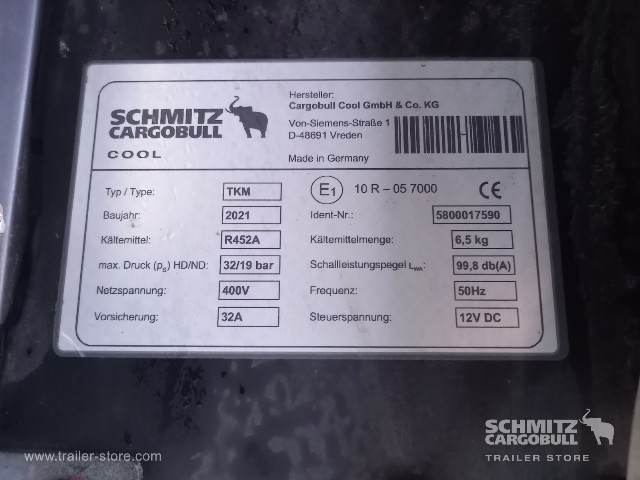 SCHMITZ
CARGOBULL
COOL
Hersteller:
Cargobull Cool GmbH & Co. KG
Von-Siemens-Straße 1
D-48691 Vreden
Made in Germany
Typ / Type: TKM E1 10 R – 05 7000 CE
Baujahr: 2021 Ident-Nr.: 5800017590
Kältemittel: R452A Kältemittelmenge: 6,5 kg
max. Druck (pS) HD/ND: 32/19 bar Schallleistungspegel LWA: 99,8 db(A)
Netzspannung: 400V Frequenz: 50Hz
Vorsicherung: 32A Steuerspannung: 12V DC
SCHMITZ
CARGOBULL
TRAILER STORE
www.trailer-store.com